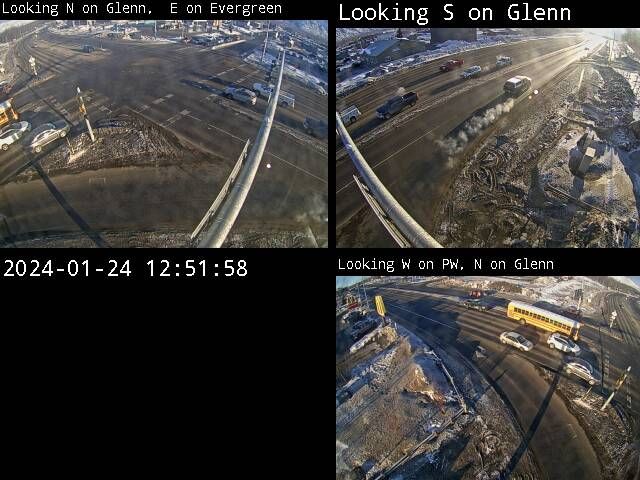 Looking N on Glenn,  E on Evergreen
Looking S on Glenn
2024-01-24 12:51:58
Looking W on PW, N on Glenn